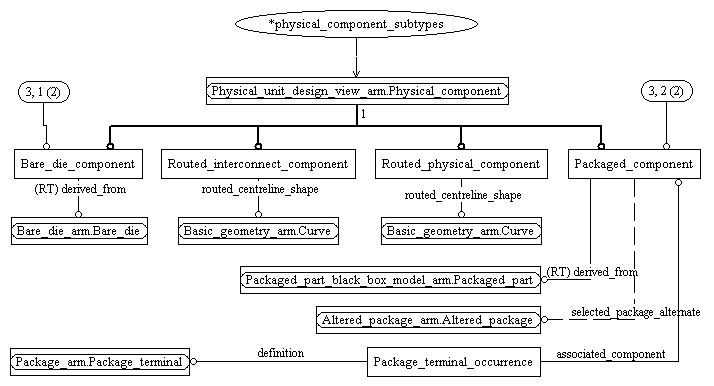 *physical_component_subtypes
3, 1 (2)
Physical_unit_design_view_arm.Physical_component
3, 2 (2)
1
Bare_die_component
Routed_interconnect_component
Routed_physical_component
Packaged_component
(RT) derived_from
routed_centreline_shape
routed_centreline_shape
Bare_die_arm.Bare_die
Basic_geometry_arm.Curve
Basic_geometry_arm.Curve
Packaged_part_black_box_model_arm.Packaged_part
(RT) derived_from
Altered_package_arm.Altered_package
selected_package_alternate
Package_arm.Package_terminal
definition
Package_terminal_occurrence
associated_component